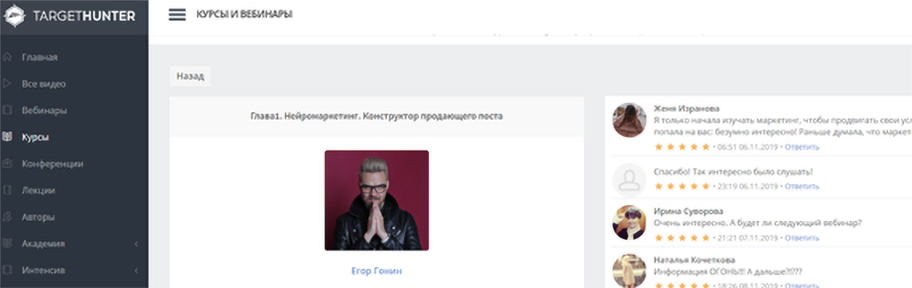 TARGETHUNTER
КУРСЫ И ВЕБИНАРЫ
Главная
Все видео
Вебинары
Курсы
Конференции
Лекции
Авторы
Академия
Интенсив
Назад
Глава1. Нейромаркетинг. Конструктор продающего поста
Егор Гонин
Женя Изранова
Я только начала изучать маркетинг, чтобы продвигать свои усл
попала на вас: безумно интересно! Раньше думала, что маркет
• 06:51 06.11.2019 • Ответить
Спасибо! Так интересно было слушать!
• 23:19 06.11.2019 • Ответить
Ирина Суворова
Очень интересно. А будет ли следующий вебинар?
• 21:21 07.11.2019 • Ответить
Наталья Кочеткова
Информация ОГОНЬ!!! А дальше?!????
• 18:26 08.11.2019 • Ответить